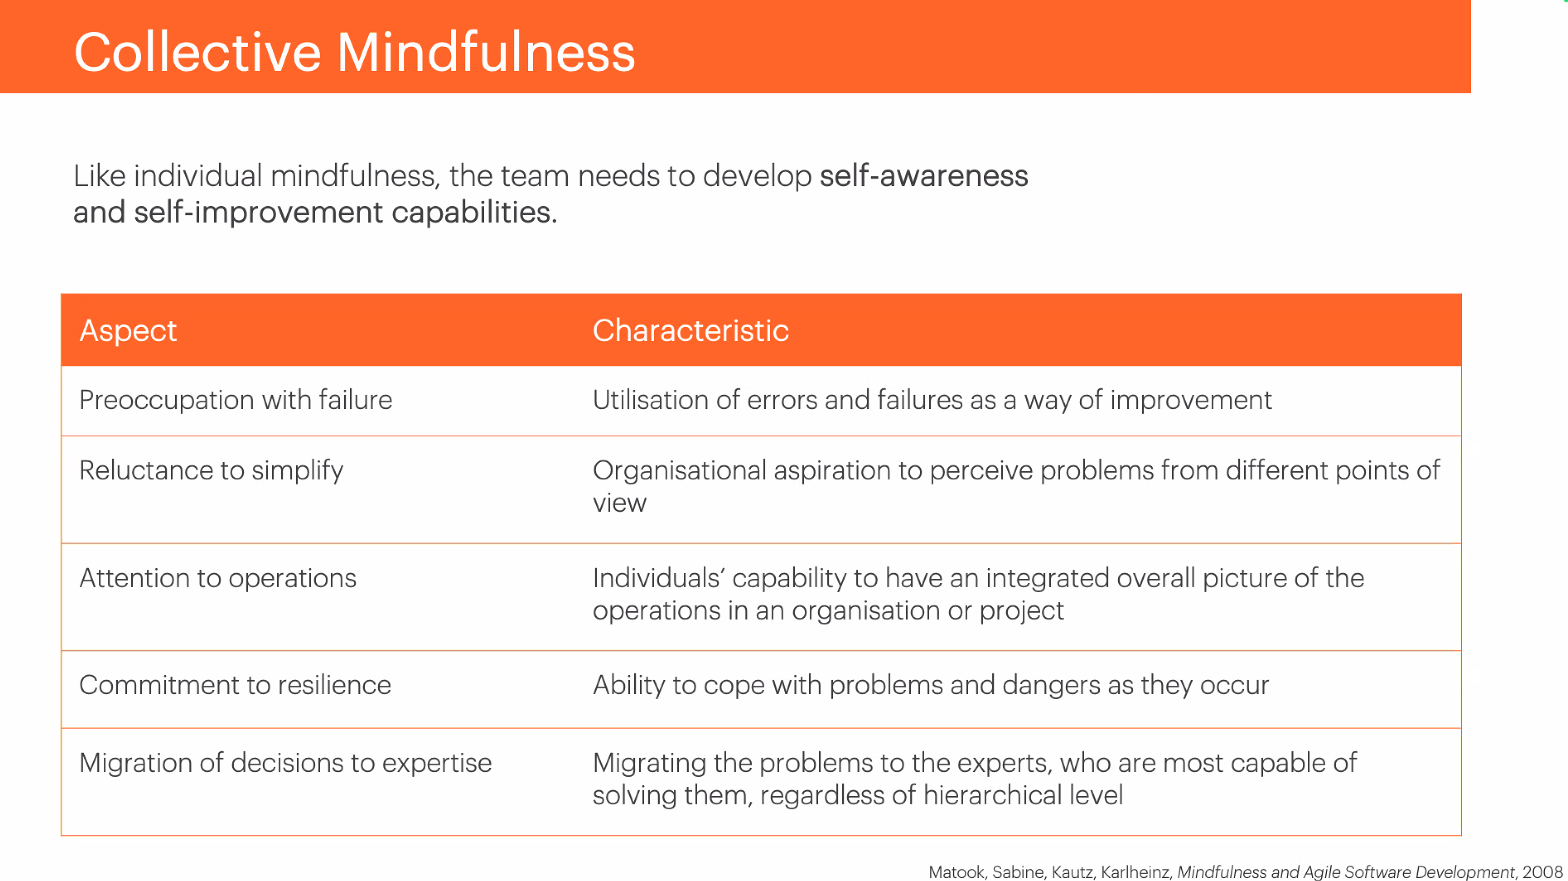 Collective Mindfulness
Like individual mindfulness, the team needs to develop self-awareness
and self-improvement capabilities.
Aspect
Characteristic
Preoccupation with failure
Utilisation of errors and failures as a way of improvement
Reluctance to simplify
Organisational aspiration to perceive problems from different points of
view
Attention to operations
Individuals‘ capability to have an integrated overall picture of the
operations in an organisation or project
Commitment to resilience
Ability to cope with problems and dangers as they occur
Migration of decisions to expertise
Migrating the problems to the experts, who are most capable of
solving them, regardless of hierarchical level
Matook, Sabine, Kautz, Karlheinz, Mindfulness and Agile Software Development, 2008